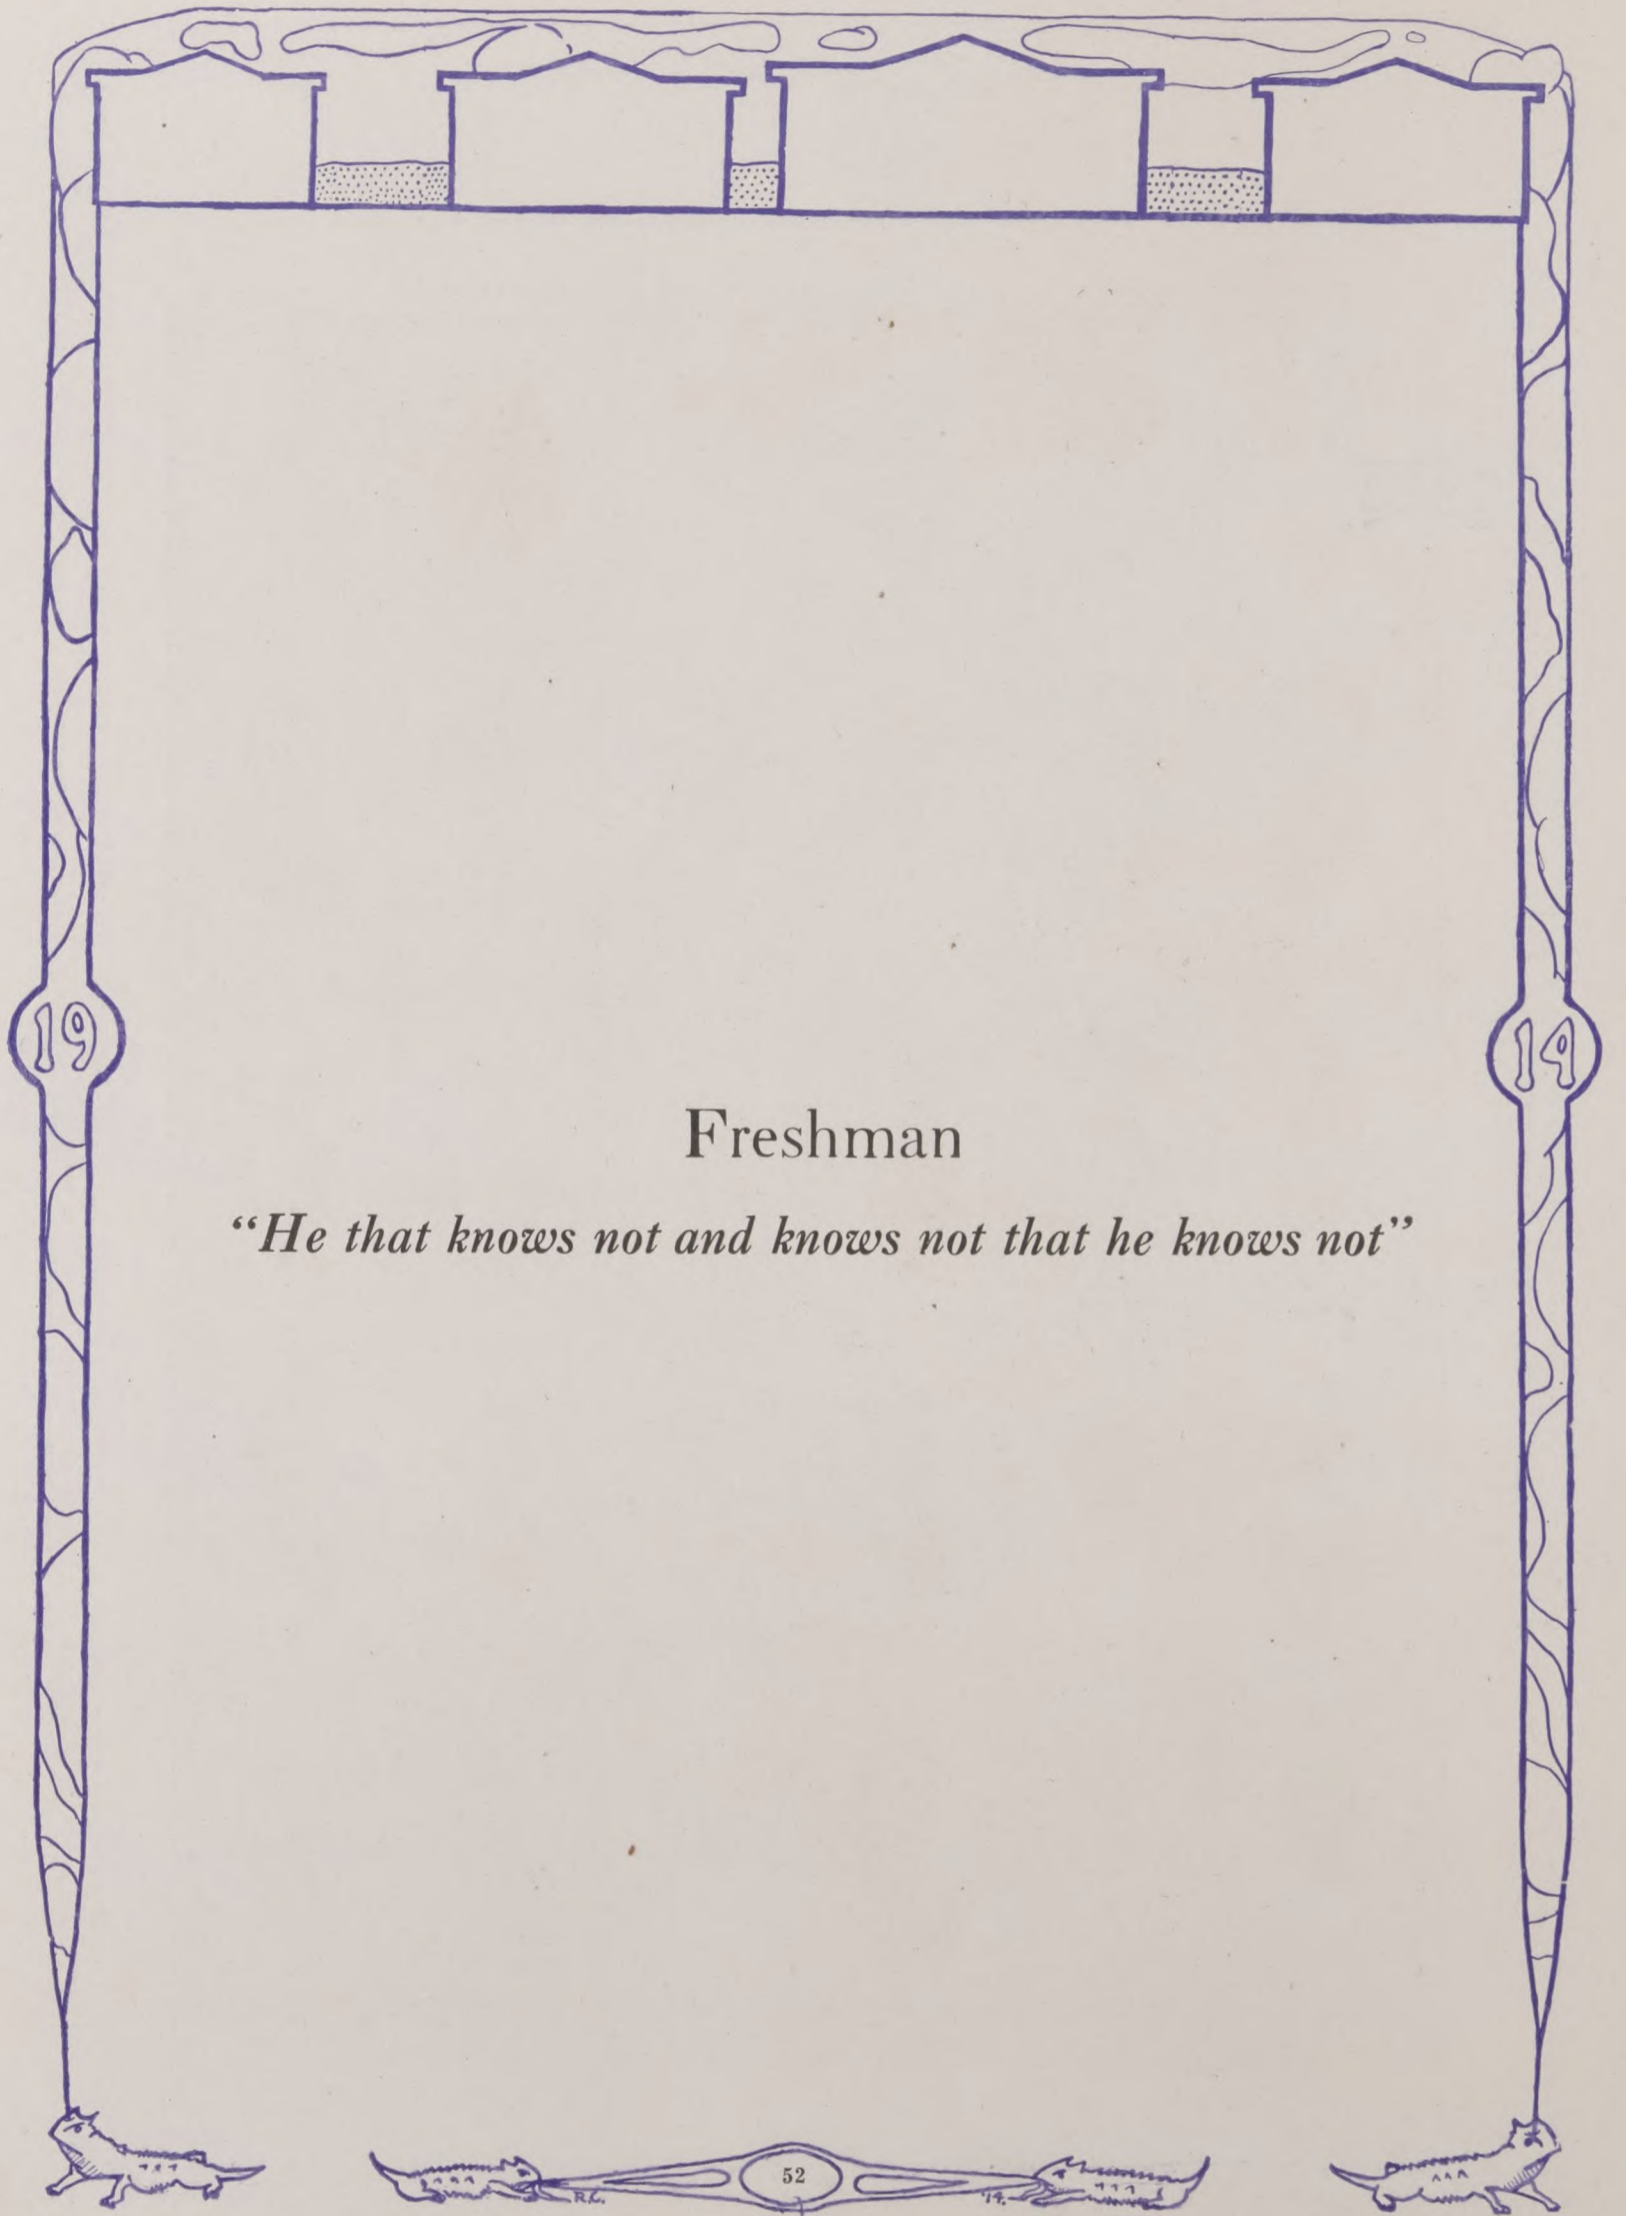 19
14
Freshman
“He that knows not and knows not that he knows not”
R.C.
52
'14.